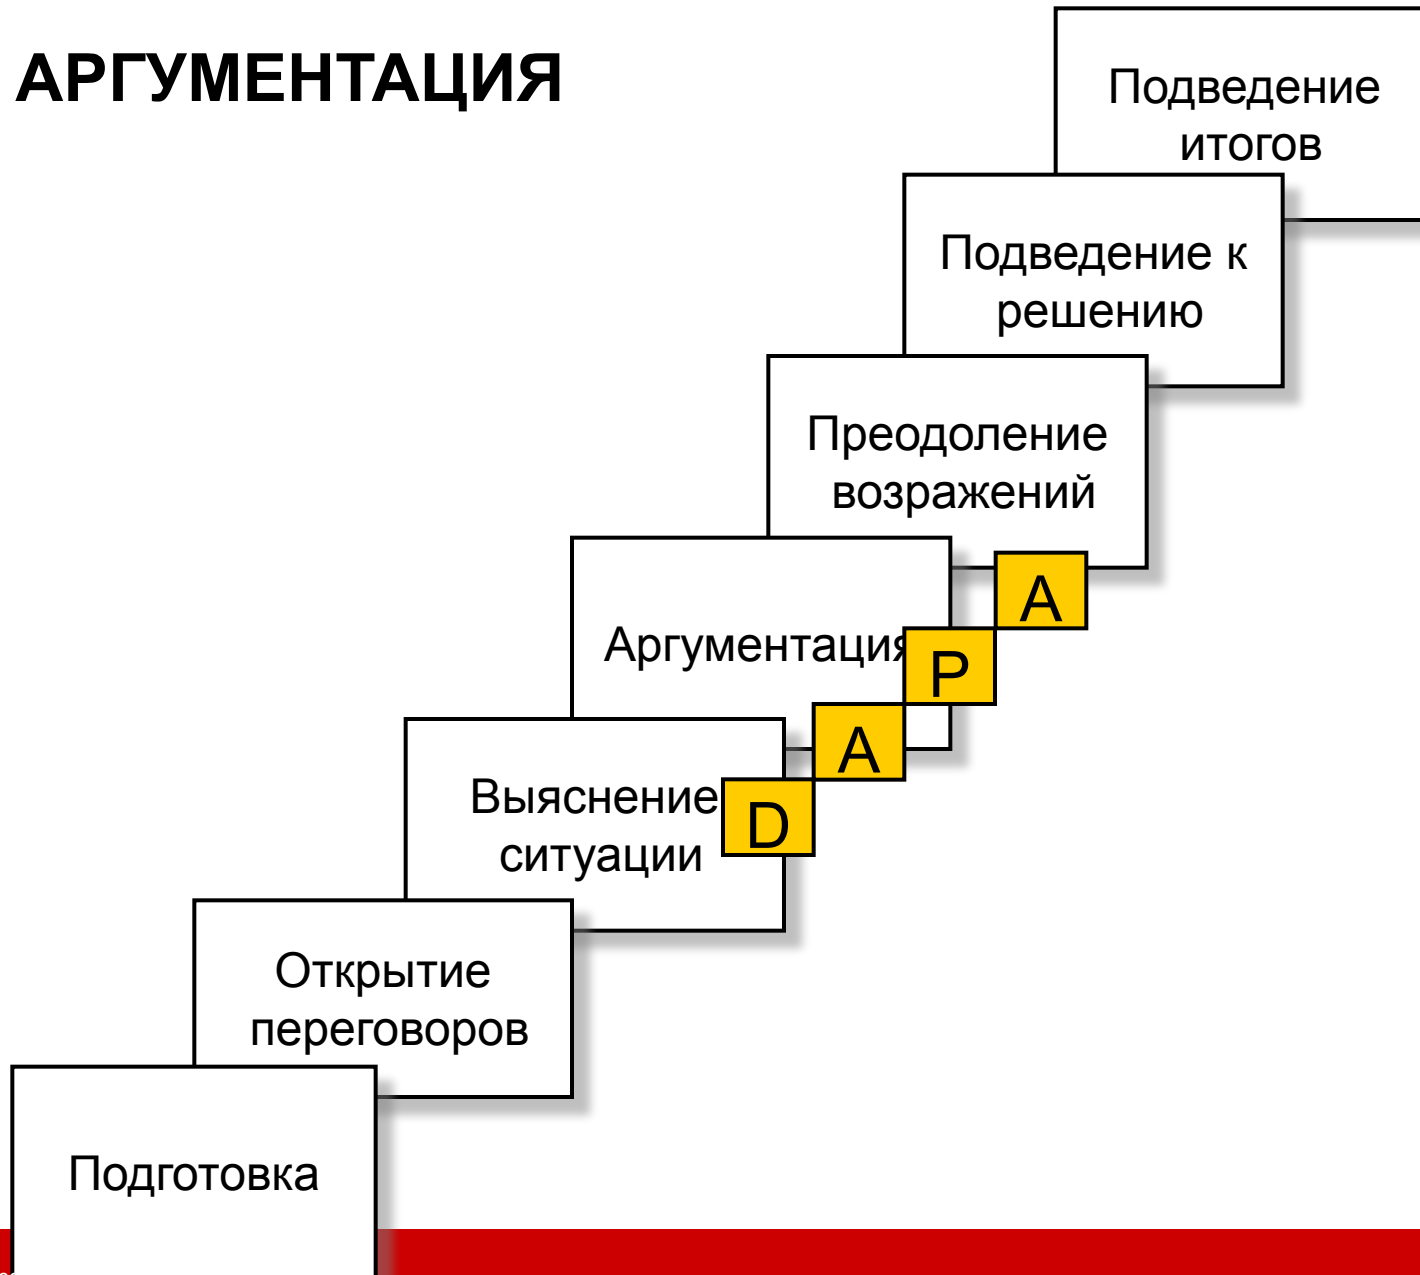 АРГУМЕНТАЦИЯ
Подведение
итогов
Подведение к
решению
Преодоление
возражений
A
Аргументация
P
A
Выяснение
ситуации
D
Открытие
переговоров
Подготовка